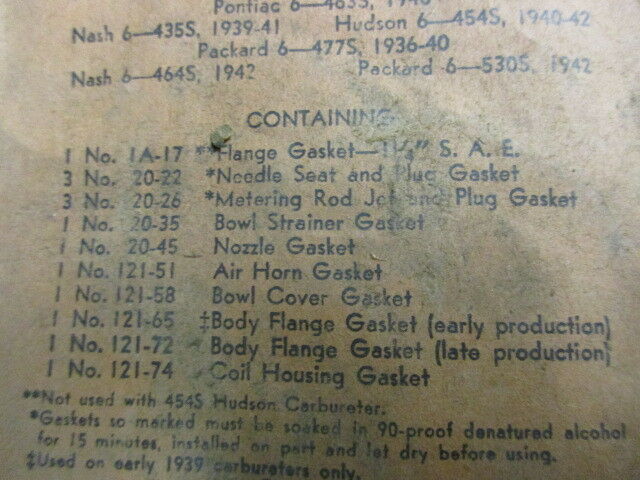 Pontiac 6—463S, 1940
Nash 6—435S, 1939-41 Hudson 6—454S, 1940-42
Packard 6—477S, 1936-40
Nash 6—464S, 1942 Packard 6—530S, 1942
CONTAINING
1 No. 1A-17 **Flange Gasket—1¼" S. A. E.
3 No. 20-22 *Needle Seat and Plug Gasket
3 No. 20-26 *Metering Rod Jet and Plug Gasket
1 No. 20-35 Bowl Strainer Gasket
1 No. 20-45 Nozzle Gasket
1 No. 121-51 Air Horn Gasket
1 No. 121-58 Bowl Cover Gasket
1 No. 121-65 ‡Body Flange Gasket (early production)
1 No. 121-72 Body Flange Gasket (late production)
1 No. 121-74 Coil Housing Gasket
**Not used with 454S Hudson Carbureter.
*Gaskets so marked must be soaked in 90-proof denatured alcohol
for 15 minutes, installed on part and let dry before using.
‡Used on early 1939 carbureters only.